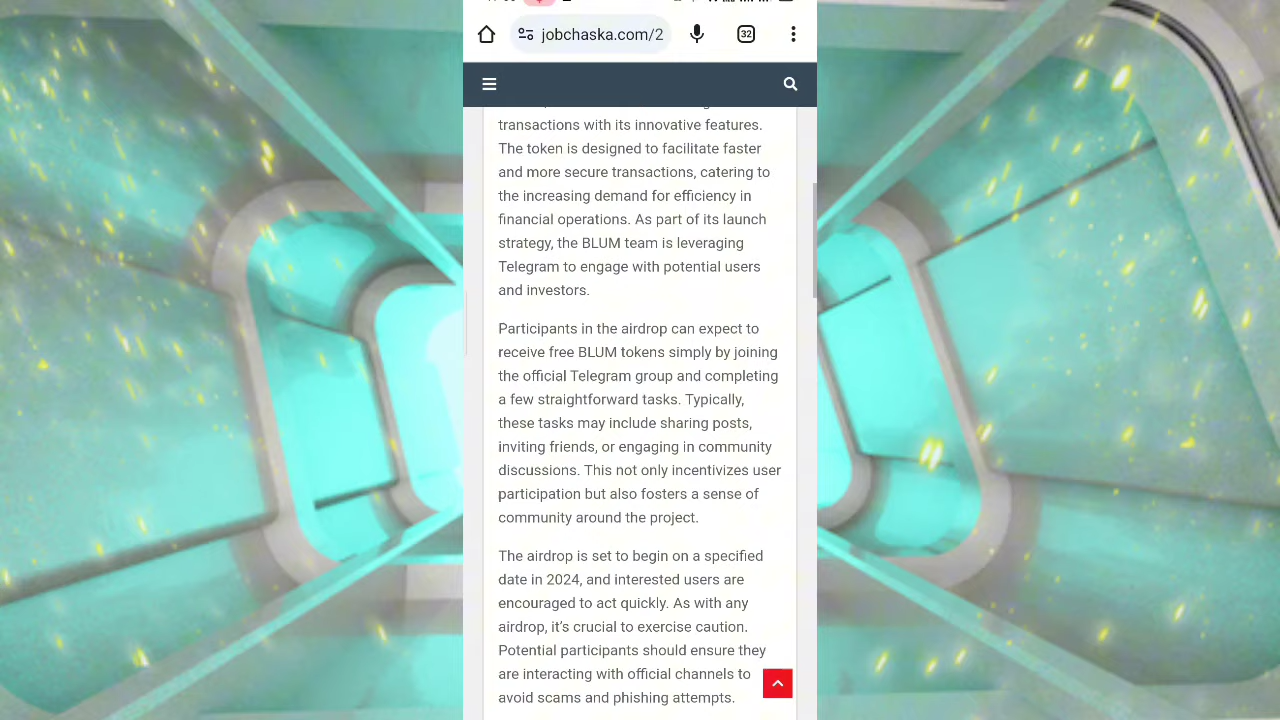 jobchaska.com/2
32
transactions with its innovative features.
The token is designed to facilitate faster
and more secure transactions, catering to
the increasing demand for efficiency in
financial operations. As part of its launch
strategy, the BLUM team is leveraging
Telegram to engage with potential users
and investors.
Participants in the airdrop can expect to
receive free BLUM tokens simply by joining
the official Telegram group and completing
a few straightforward tasks. Typically,
these tasks may include sharing posts,
inviting friends, or engaging in community
discussions. This not only incentivizes user
participation but also fosters a sense of
community around the project.
The airdrop is set to begin on a specified
date in 2024, and interested users are
encouraged to act quickly. As with any
airdrop, it’s crucial to exercise caution.
Potential participants should ensure they
are interacting with official channels to
avoid scams and phishing attempts.